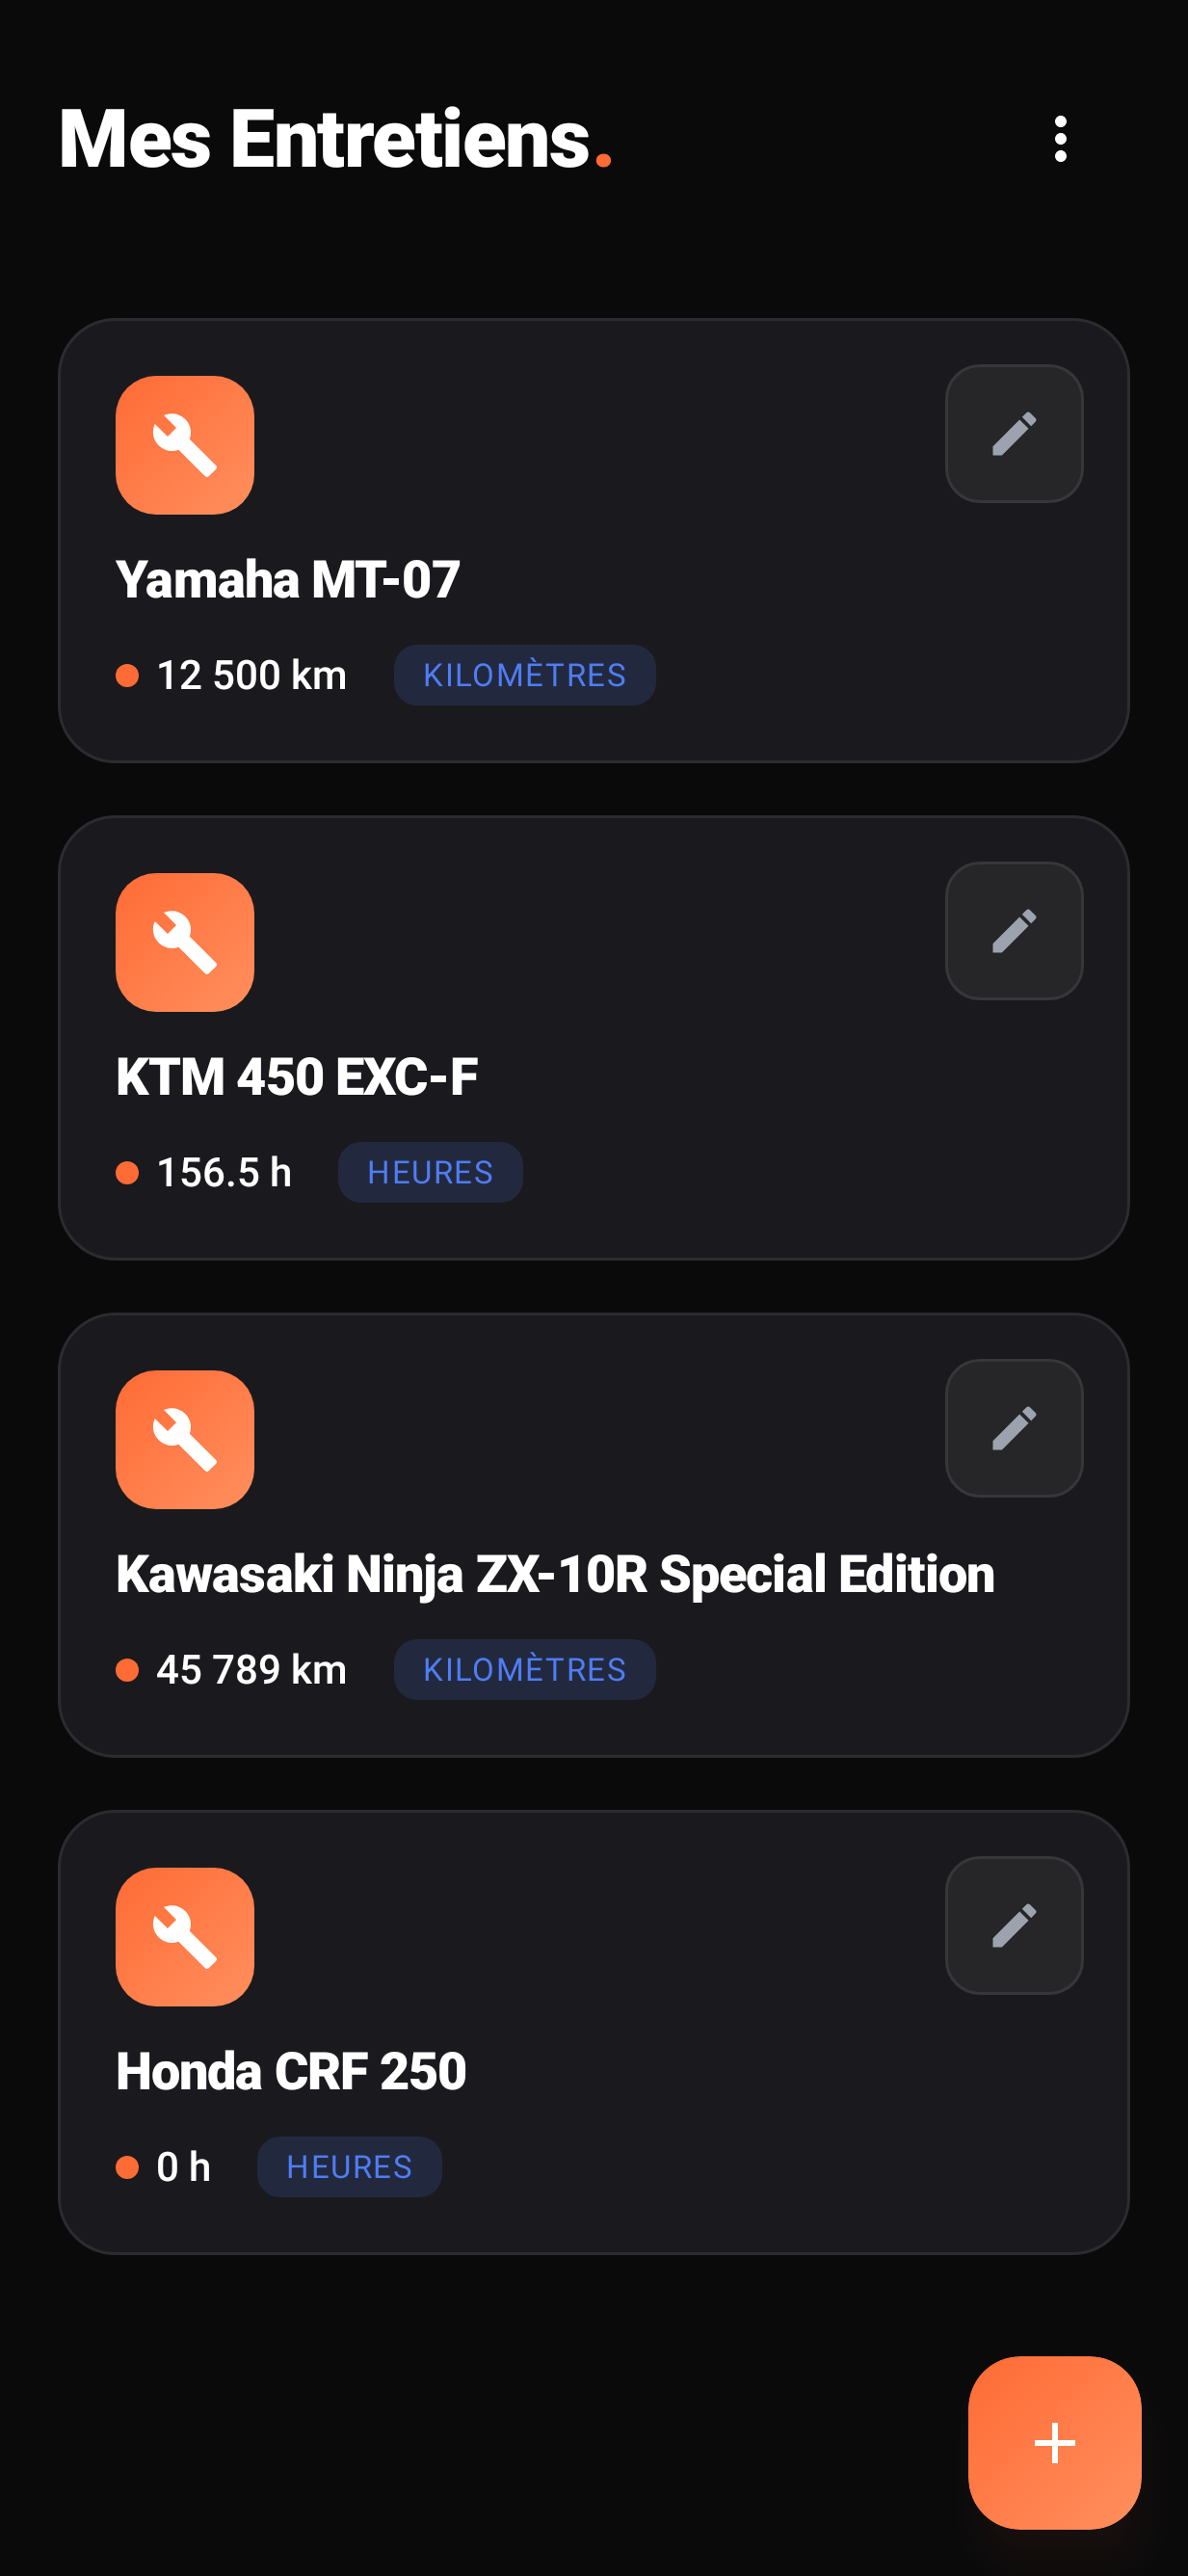 Mes Entretiens.
Yamaha MT-07
12 500 km KILOMÈTRES
KTM 450 EXC-F
156.5 h HEURES
Kawasaki Ninja ZX-10R Special Edition
45 789 km KILOMÈTRES
Honda CRF 250
0 h HEURES